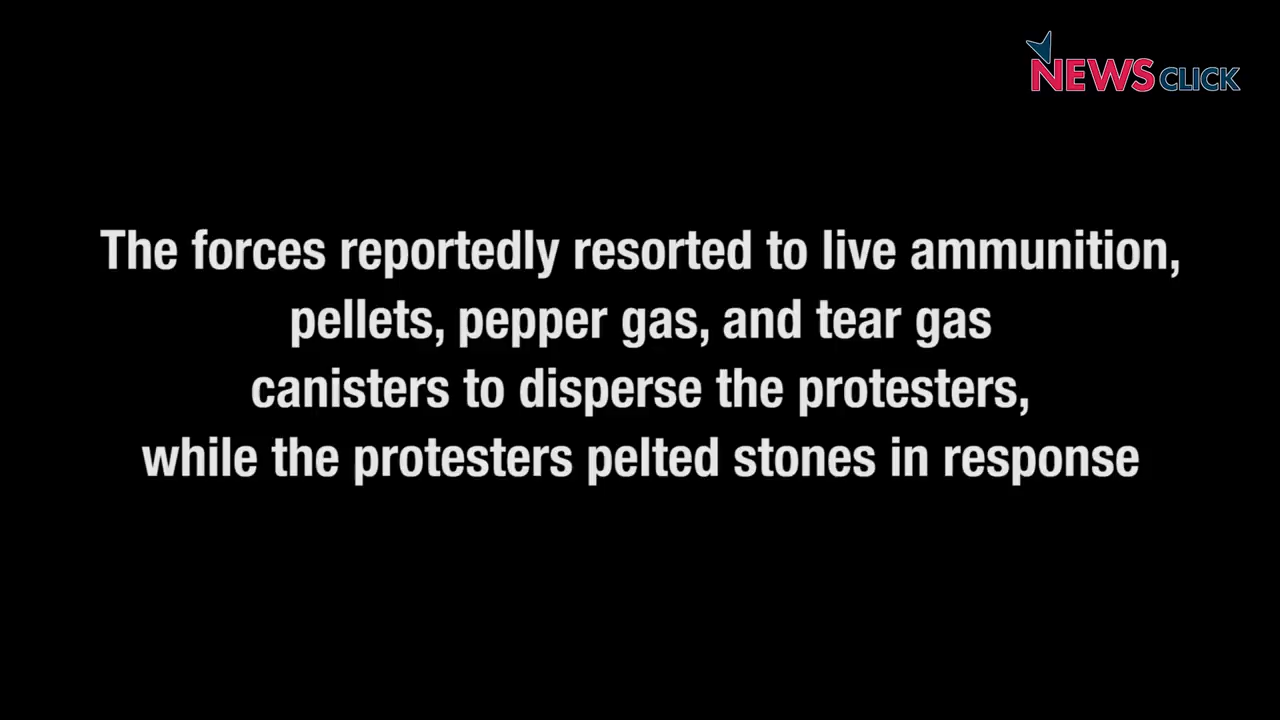 NEWSCLICK
The forces reportedly resorted to live ammunition,
pellets, pepper gas, and tear gas
canisters to disperse the protesters,
while the protesters pelted stones in response